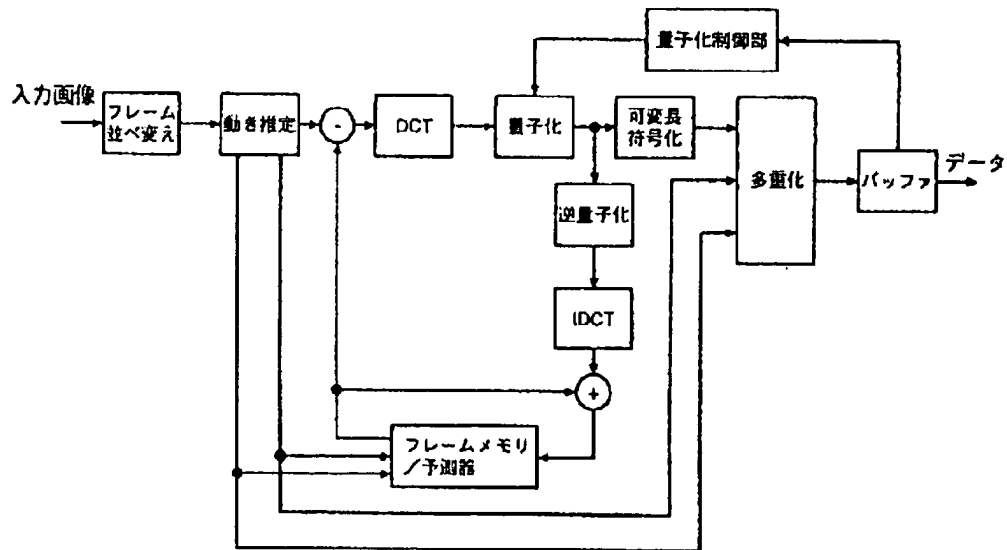 量子化制御部
入力画像
フレーム
並べ変え
動き推定
-
DCT
量子化
可変長
符号化
多重化
バッファ
データ
逆量子化
IDCT
+
フレームメモリ
／予測器